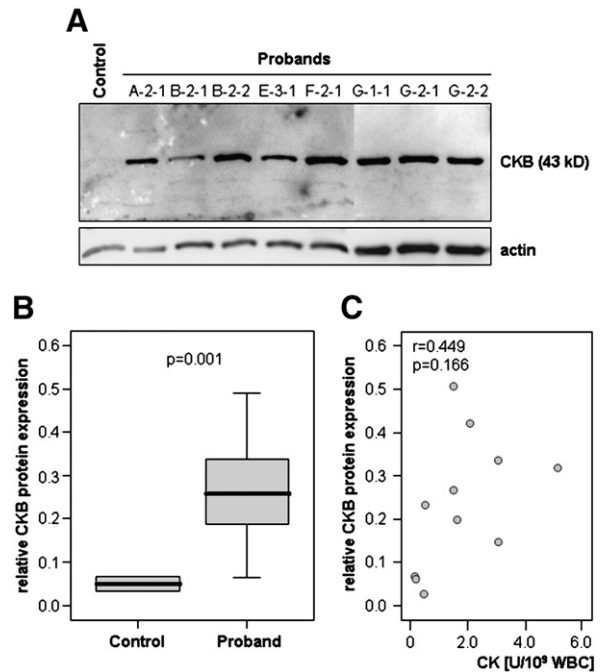 A
Control
Probands
A-2-1 B-2-1 B-2-2 E-3-1 F-2-1 G-1-1 G-2-1 G-2-2
CKB (43 kD)
actin
B
relative CKB protein expression
0.6
0.5
0.4
0.3
0.2
0.1
0.0
p=0.001
Control Proband
C
relative CKB protein expression
0.6
0.5
0.4
0.3
0.2
0.1
0.0
r=0.449
p=0.166
0 2.0 4.0 6.0
CK [U/10⁹ WBC]